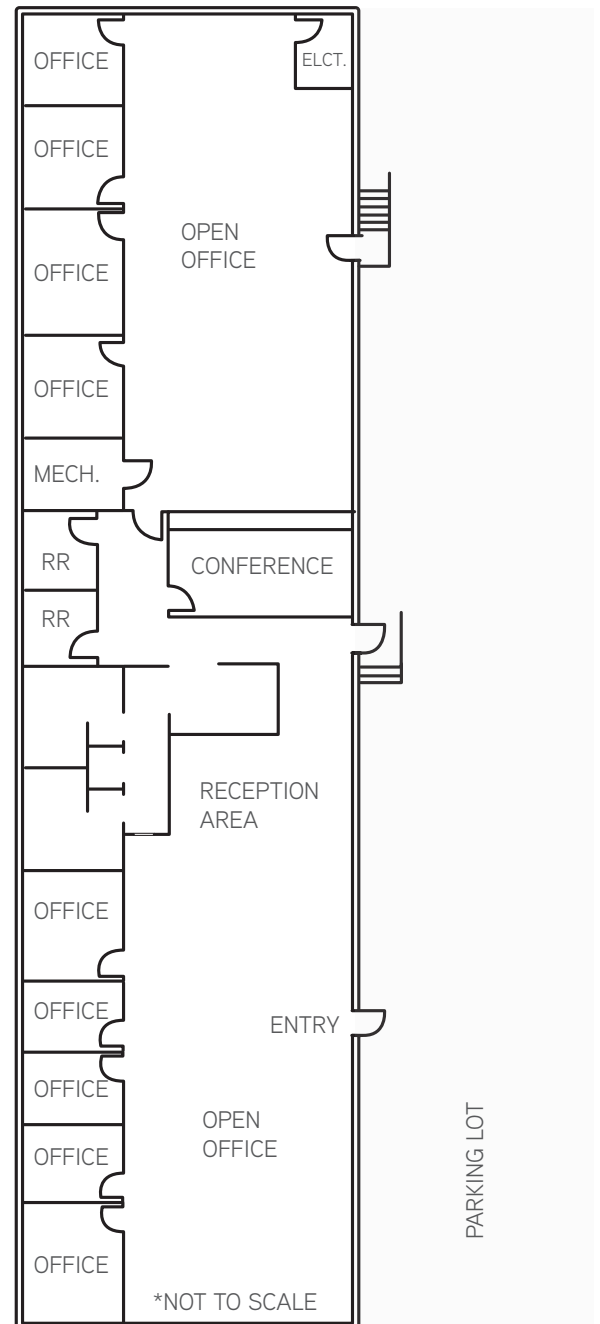 OFFICE
ELCT.
OFFICE
OPEN
OFFICE
OFFICE
OFFICE
MECH.
RR
CONFERENCE
RR
RECEPTION
AREA
OFFICE
OFFICE
ENTRY
OFFICE
OPEN
OFFICE
OFFICE
PARKING LOT
OFFICE
*NOT TO SCALE